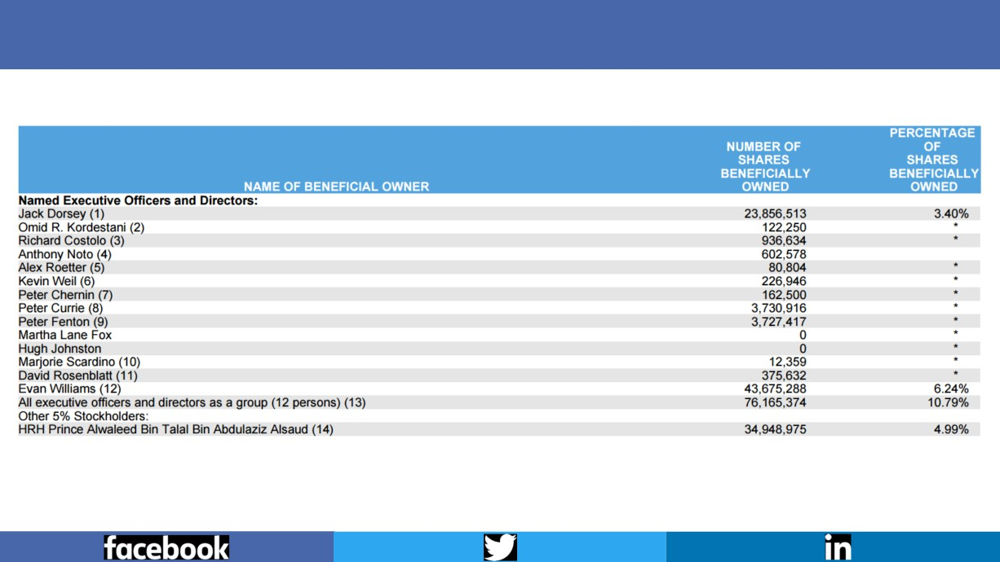 NAME OF BENEFICIAL OWNER NUMBER OF SHARES BENEFICIALLY OWNED PERCENTAGE OF SHARES BENEFICIALLY OWNED
Named Executive Officers and Directors:
Jack Dorsey (1) 23,856,513 3.40%
Omid R. Kordestani (2) 122,250 *
Richard Costolo (3) 936,634 *
Anthony Noto (4) 602,578
Alex Roetter (5) 80,804 *
Kevin Weil (6) 226,946 *
Peter Chernin (7) 162,500 *
Peter Currie (8) 3,730,916 *
Peter Fenton (9) 3,727,417 *
Martha Lane Fox 0 *
Hugh Johnston 0 *
Marjorie Scardino (10) 12,359 *
David Rosenblatt (11) 375,632 *
Evan Williams (12) 43,675,288 6.24%
All executive officers and directors as a group (12 persons) (13) 76,165,374 10.79%
Other 5% Stockholders:
HRH Prince Alwaleed Bin Talal Bin Abdulaziz Alsaud (14) 34,948,975 4.99%
facebook in